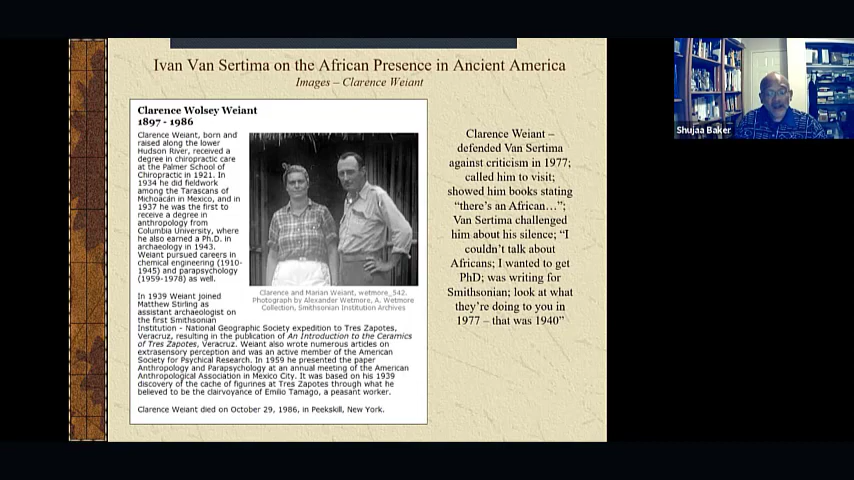 Ivan Van Sertima on the African Presence in Ancient America
Images – Clarence Weiant
Clarence Wolsey Weiant
1897 - 1986
Clarence Weiant, born and
raised along the lower
Hudson River, received a
degree in chiropractic care
at the Palmer School of
Chiropractic in 1921. In
1934 he did fieldwork
among the Tarascans of
Michoacán in Mexico, and in
1937 he was the first to
receive a degree in
anthropology from
Columbia University, where
he also earned a Ph.D. in
archaeology in 1943.
Weiant pursued careers in
chemical engineering (1910-
1945) and parapsychology
(1959-1978) as well.
Clarence and Marian Weiant, wetmore_542,
Photograph by Alexander Wetmore, A. Wetmore
Collection, Smithsonian Institution Archives
In 1939 Weiant joined
Matthew Stirling as
assistant archaeologist on
the first Smithsonian
Institution - National Geographic Society expedition to Tres Zapotes,
Veracruz, resulting in the publication of An Introduction to the Ceramics
of Tres Zapotes, Veracruz. Weiant also wrote numerous articles on
extrasensory perception and was an active member of the American
Society for Psychical Research. In 1959 he presented the paper
Anthropology and Parapsychology at an annual meeting of the American
Anthropological Association in Mexico City. It was based on his 1939
discovery of the cache of figurines at Tres Zapotes through what he
believed to be the clairvoyance of Emilio Tamago, a peasant worker.
Clarence Weiant died on October 29, 1986, in Peekskill, New York.
Clarence Weiant –
defended Van Sertima
against criticism in 1977;
called him to visit;
showed him books stating
“there’s an African…”;
Van Sertima challenged
him about his silence; “I
couldn’t talk about
Africans; I wanted to get
PhD; was writing for
Smithsonian; look at what
they’re doing to you in
1977 – that was 1940”
Shujaa Baker